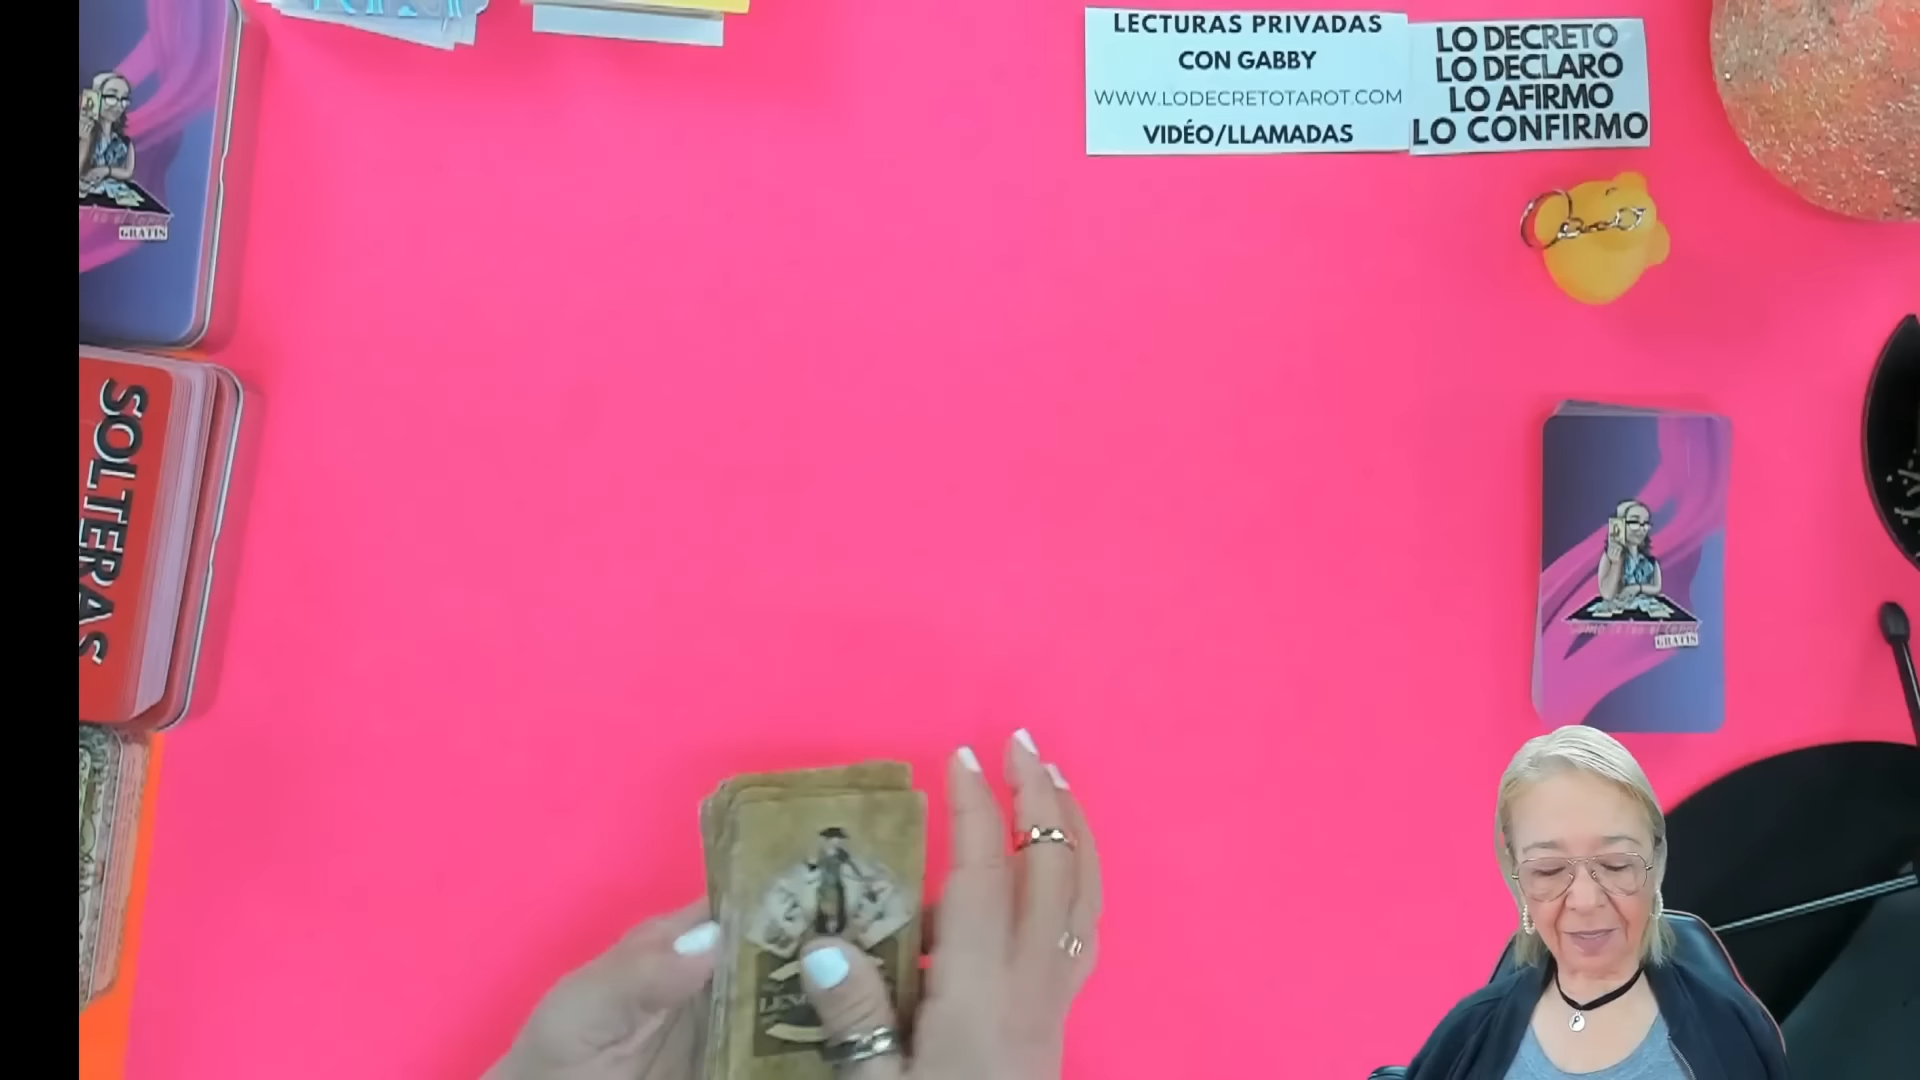 LECTURAS PRIVADAS
CON GABBY
WWW.LODECRETOTAROT.COM
VIDÉO/LLAMADAS
LO DECRETO
LO DECLARO
LO AFIRMO
LO CONFIRMO
GRATIS
SOLTERAS
GRATIS